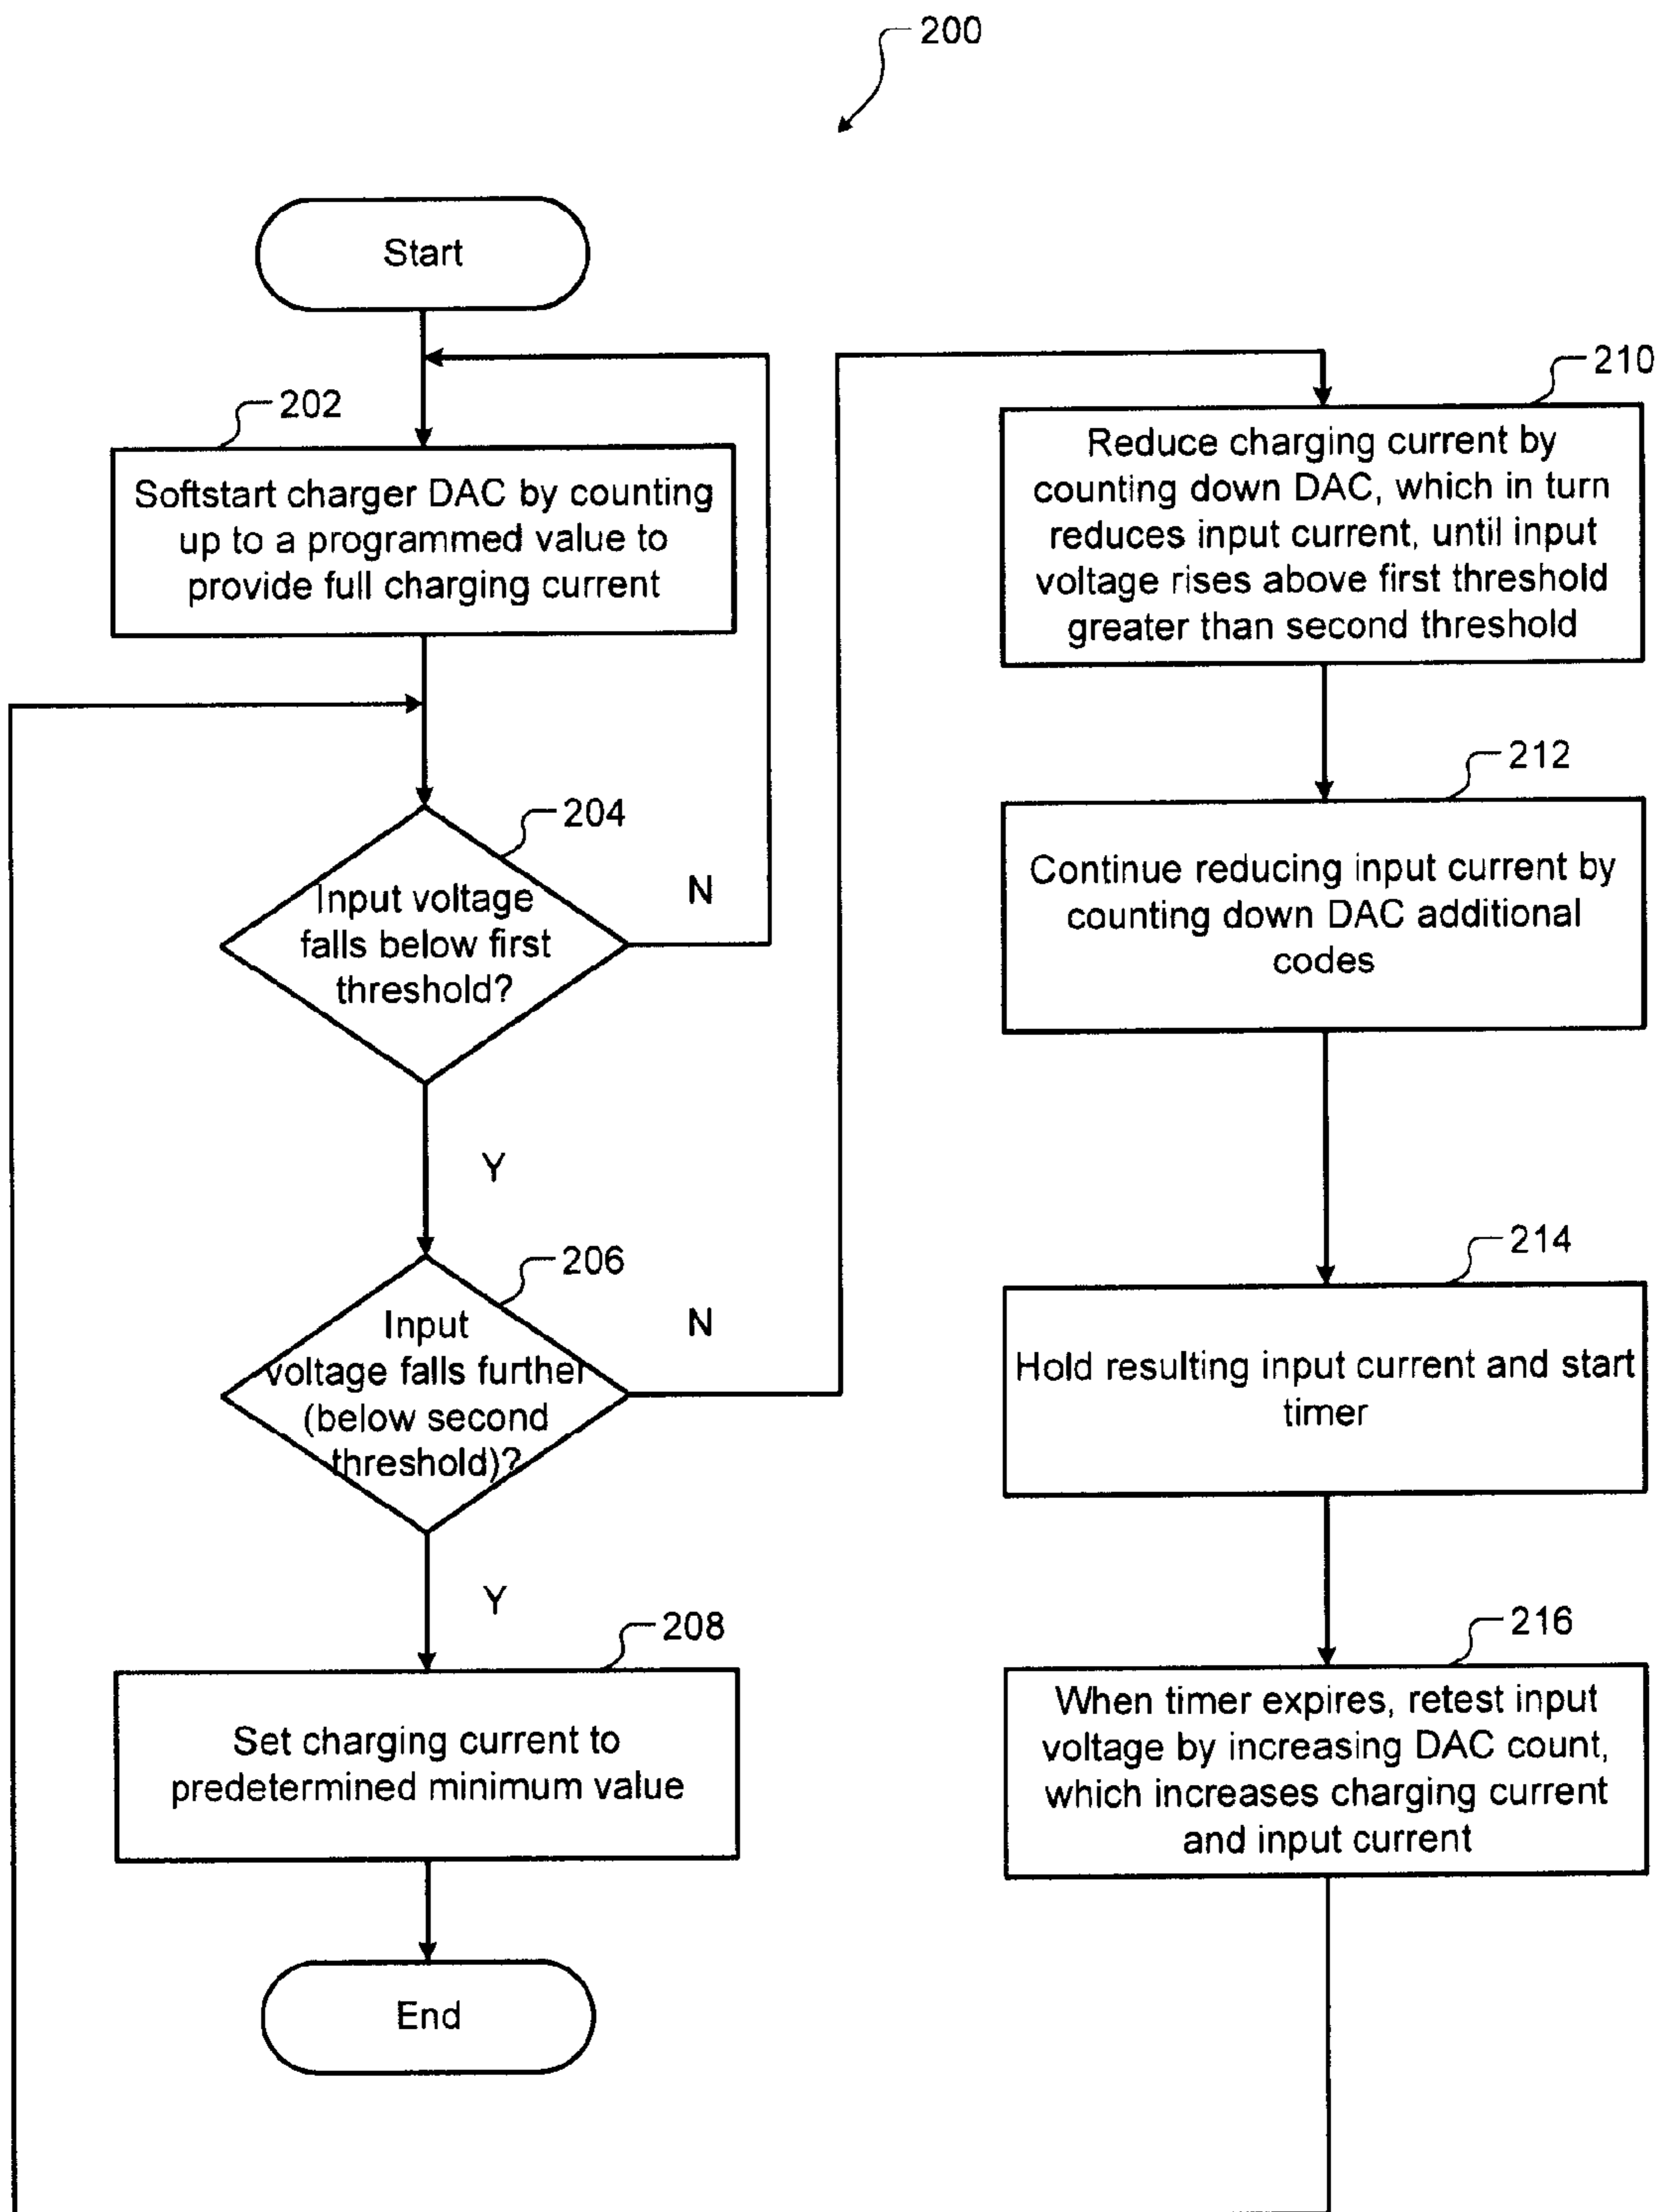 200
Start
202
Softstart charger DAC by counting
up to a programmed value to
provide full charging current
204
Input voltage
falls below first
threshold?
N
Y
206
Input
voltage falls further
(below second
threshold)?
N
Y
208
Set charging current to
predetermined minimum value
End
210
Reduce charging current by
counting down DAC, which in turn
reduces input current, until input
voltage rises above first threshold
greater than second threshold
212
Continue reducing input current by
counting down DAC additional
codes
214
Hold resulting input current and start
timer
216
When timer expires, retest input
voltage by increasing DAC count,
which increases charging current
and input current